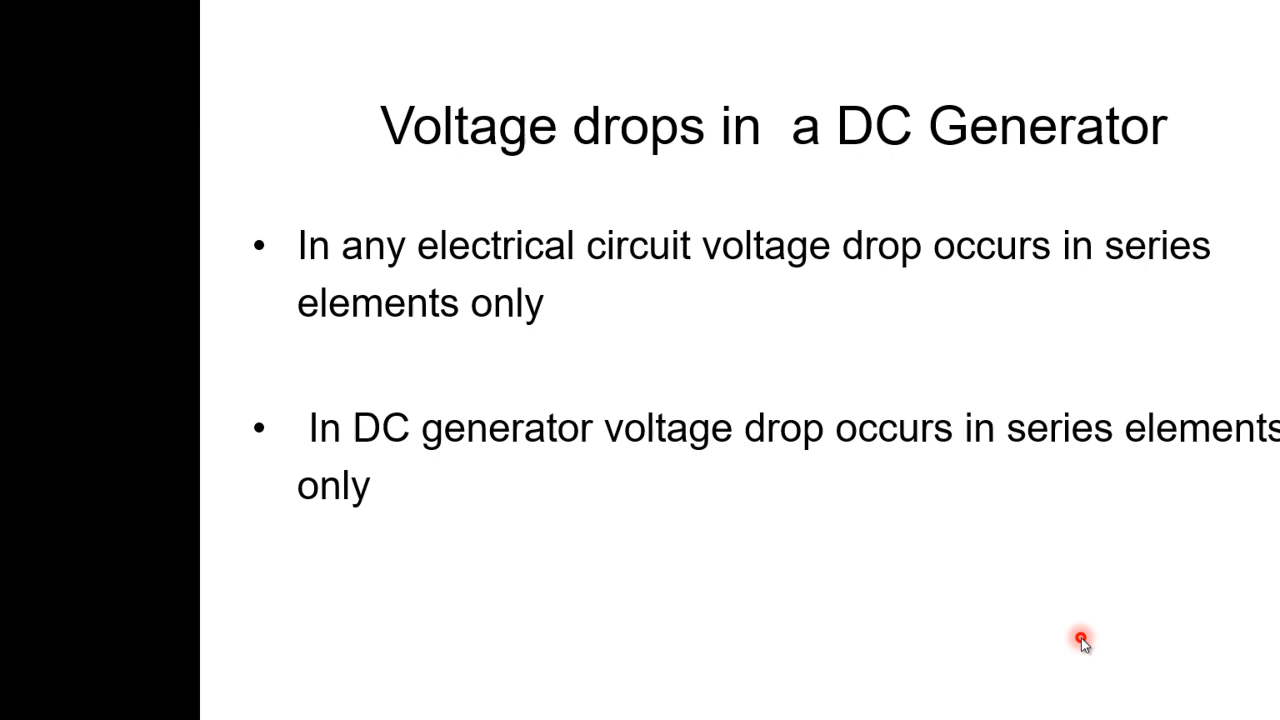 Voltage drops in a DC Generator
• In any electrical circuit voltage drop occurs in series
elements only
• In DC generator voltage drop occurs in series elements
only